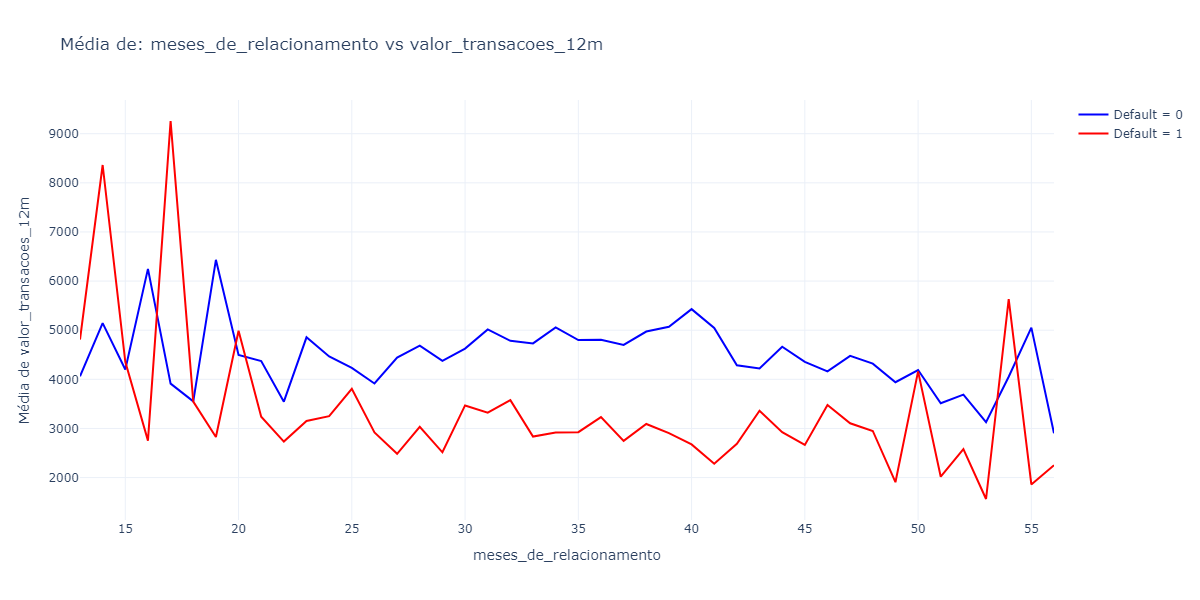 Média de: meses_de_relacionamento vs valor_transacoes_12m
Default = 0
Default = 1
Média de valor_transacoes_12m
9000
8000
7000
6000
5000
4000
3000
2000
15 20 25 30 35 40 45 50 55
meses_de_relacionamento